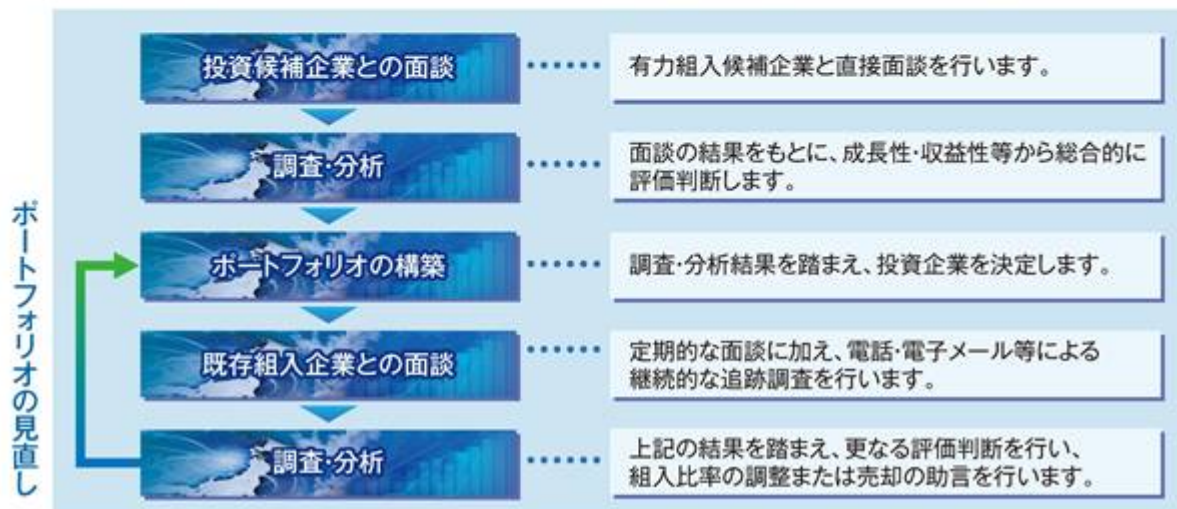 投資候補企業との面談
有力組入候補企業と直接面談を行います。
調査・分析
面談の結果をもとに、成長性・収益性等から総合的に
評価判断します。
ポートフォリオの構築
調査・分析結果を踏まえ、投資企業を決定します。
既存組入企業との面談
定期的な面談に加え、電話・電子メール等による
継続的な追跡調査を行います。
調査・分析
上記の結果を踏まえ、更なる評価判断を行い、
組入比率の調整または売却の助言を行います。
ポートフォリオの見直し